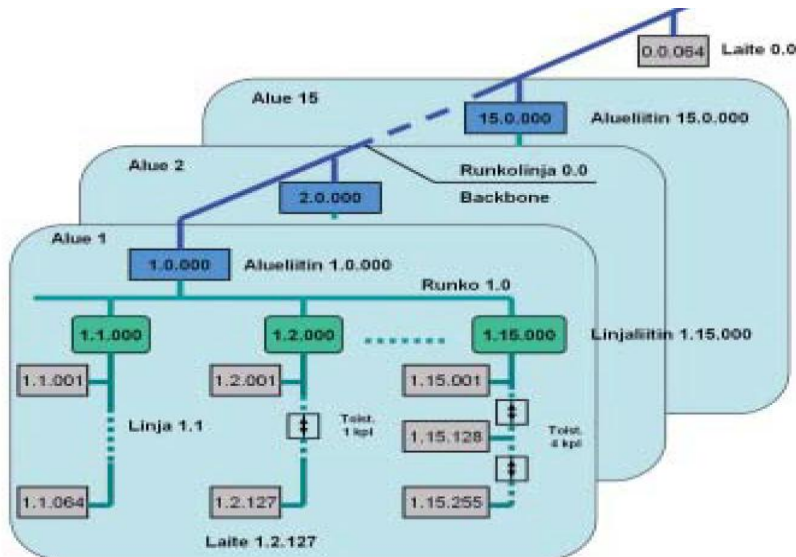 0.0.064
Laite 0.0
Alue 15
15.0.000
Alueliitin 15.0.000
Alue 2
Runkolinja 0.0
2.0.000
Backbone
Alue 1
1.0.000
Alueliitin 1.0.000
Runko 1.0
1.1.000
1.2.000
1.15.000
Linjaliitin 1.15.000
1.1.001
1.2.001
1.15.001
Linja 1.1
Toist.
1 kpl
1.15.128
Toist.
4 kpl
1.1.064
1.2.127
1.15.255
Laite 1.2.127